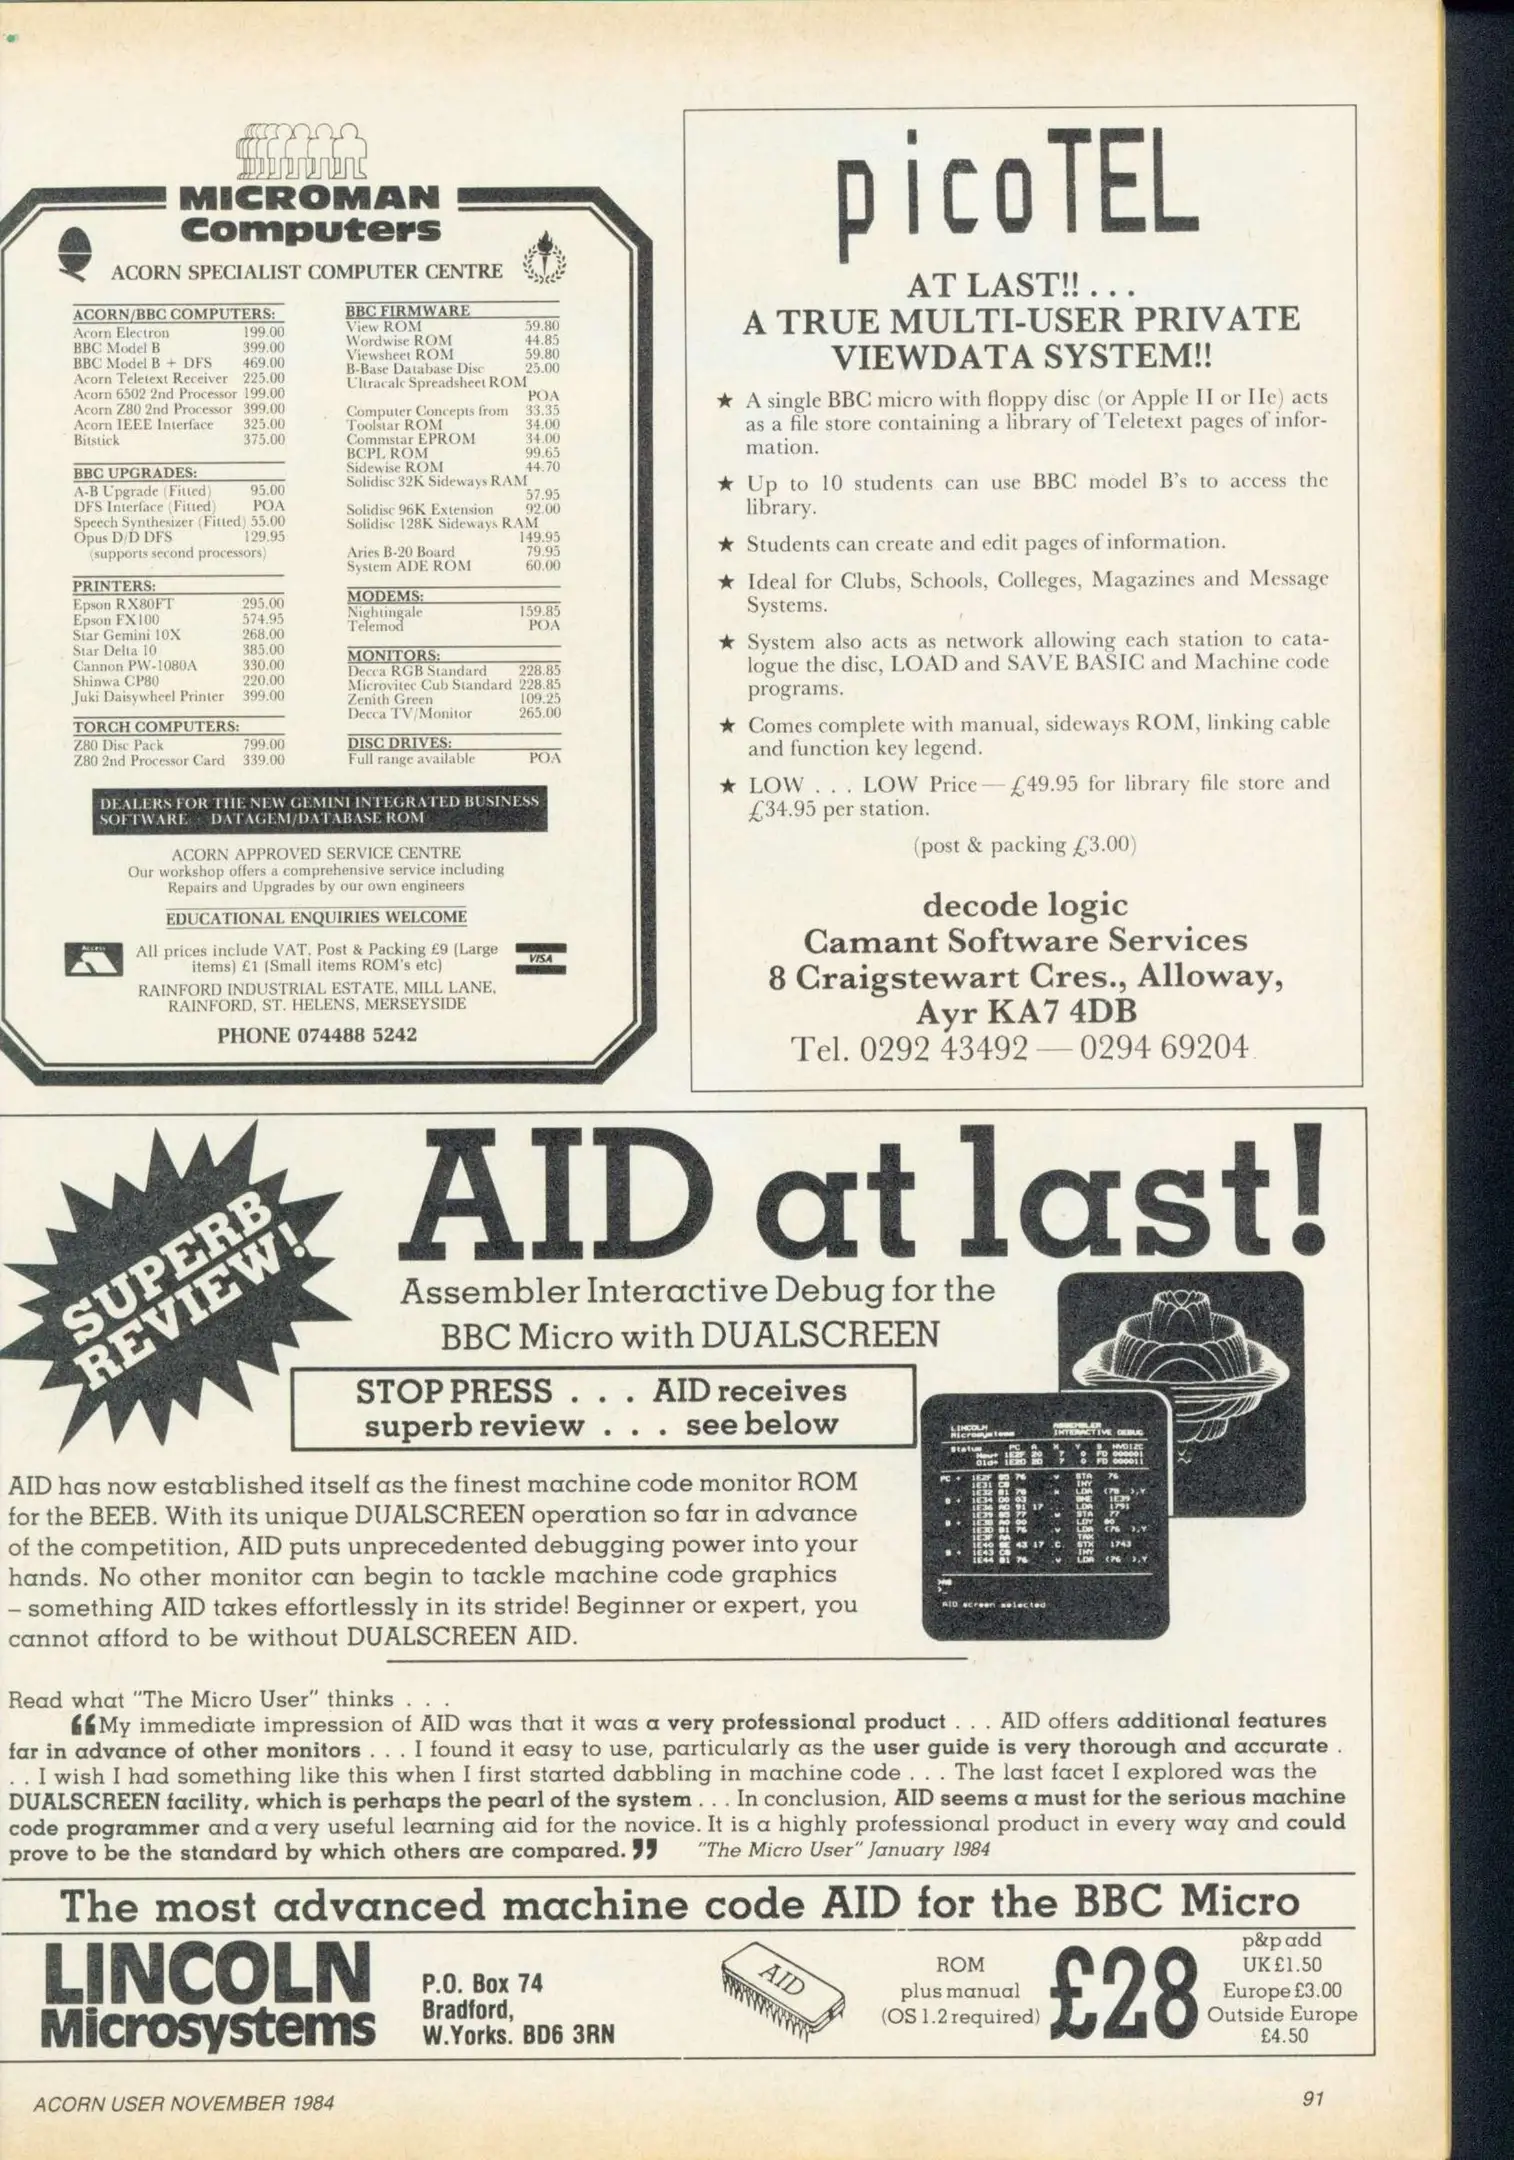 MICROMAN
Computers
ACORN SPECIALIST COMPUTER CENTRE
ACORN/BBC COMPUTERS:
Acorn Electron 199.00
BBC Model B 399.00
BBC Model B + DFS 469.00
Acorn Teletext Receiver 225.00
Acorn 6502 2nd Processor 199.00
Acorn Z80 2nd Processor 399.00
Acorn IEEE Interface 325.00
Bitstick 375.00
BBC UPGRADES:
A-B Upgrade (Fitted) 95.00
DFS Interface (Fitted) POA
Speech Synthesizer (Fitted) 55.00
Opus D/D DFS 129.95
(supports second processors)
PRINTERS:
Epson RX80FT 295.00
Epson FX100 574.95
Star Gemini 10X 268.00
Star Delta 10 385.00
Cannon PW-1080A 330.00
Shinwa CP80 220.00
Juki Daisywheel Printer 399.00
TORCH COMPUTERS:
Z80 Disc Pack 799.00
Z80 2nd Processor Card 339.00
BBC FIRMWARE
View ROM 59.80
Wordwise ROM 44.85
Viewsheet ROM 59.80
B-Base Database Disc 25.00
Ultracalc Spreadsheet ROM
POA
Computer Concepts from 33.35
Toolstar ROM 34.00
Commstar EPROM 34.00
BCPL ROM 99.65
Sidewise ROM 44.70
Solidisc 32K Sideways RAM
57.95
Solidisc 96K Extension 92.00
Solidisc 128K Sideways RAM
149.95
Aries B-20 Board 79.95
System ADE ROM 60.00
MODEMS:
Nightingale 159.85
Telemod POA
MONITORS:
Decca RGB Standard 228.85
Microvitec Cub Standard 228.85
Zenith Green 109.25
Decca TV/Monitor 265.00
DISC DRIVES:
Full range available POA
DEALERS FOR THE NEW GEMINI INTEGRATED BUSINESS
SOFTWARE DATAGEM/DATABASE ROM
ACORN APPROVED SERVICE CENTRE
Our workshop offers a comprehensive service including
Repairs and Upgrades by our own engineers
EDUCATIONAL ENQUIRIES WELCOME
Access
All prices include VAT. Post & Packing £9 (Large
items) £1 (Small items ROM's etc)
VISA
RAINFORD INDUSTRIAL ESTATE, MILL LANE,
RAINFORD, ST. HELENS, MERSEYSIDE
PHONE 074488 5242
picoTEL
AT LAST!! . . .
A TRUE MULTI-USER PRIVATE
VIEWDATA SYSTEM!!
★ A single BBC micro with floppy disc (or Apple II or IIe) acts
as a file store containing a library of Teletext pages of infor-
mation.
★ Up to 10 students can use BBC model B's to access the
library.
★ Students can create and edit pages of information.
★ Ideal for Clubs, Schools, Colleges, Magazines and Message
Systems.
★ System also acts as network allowing each station to cata-
logue the disc, LOAD and SAVE BASIC and Machine code
programs.
★ Comes complete with manual, sideways ROM, linking cable
and function key legend.
★ LOW . . . LOW Price — £49.95 for library file store and
£34.95 per station.
(post & packing £3.00)
decode logic
Camant Software Services
8 Craigstewart Cres., Alloway,
Ayr KA7 4DB
Tel. 0292 43492 — 0294 69204
SUPERB
REVIEW!
AID at last!
Assembler Interactive Debug for the
BBC Micro with DUALSCREEN
STOP PRESS . . . AID receives
superb review . . . see below
LINCOLN ASSEMBLER
Microsystems INTERACTIVE DEBUG
Status PC A X Y S NVDIZC
AID screen selected
AID has now established itself as the finest machine code monitor ROM
for the BEEB. With its unique DUALSCREEN operation so far in advance
of the competition, AID puts unprecedented debugging power into your
hands. No other monitor can begin to tackle machine code graphics
– something AID takes effortlessly in its stride! Beginner or expert, you
cannot afford to be without DUALSCREEN AID.
Read what "The Micro User" thinks . . .
“My immediate impression of AID was that it was a very professional product . . . AID offers additional features
far in advance of other monitors . . . I found it easy to use, particularly as the user guide is very thorough and accurate .
. . I wish I had something like this when I first started dabbling in machine code . . . The last facet I explored was the
DUALSCREEN facility, which is perhaps the pearl of the system . . . In conclusion, AID seems a must for the serious machine
code programmer and a very useful learning aid for the novice. It is a highly professional product in every way and could
prove to be the standard by which others are compared.” "The Micro User" January 1984
The most advanced machine code AID for the BBC Micro
LINCOLN
Microsystems
P.O. Box 74
Bradford,
W.Yorks. BD6 3RN
AID
ROM
plus manual
(OS 1.2 required)
£28
p&p add
UK £1.50
Europe £3.00
Outside Europe
£4.50
ACORN USER NOVEMBER 1984
91